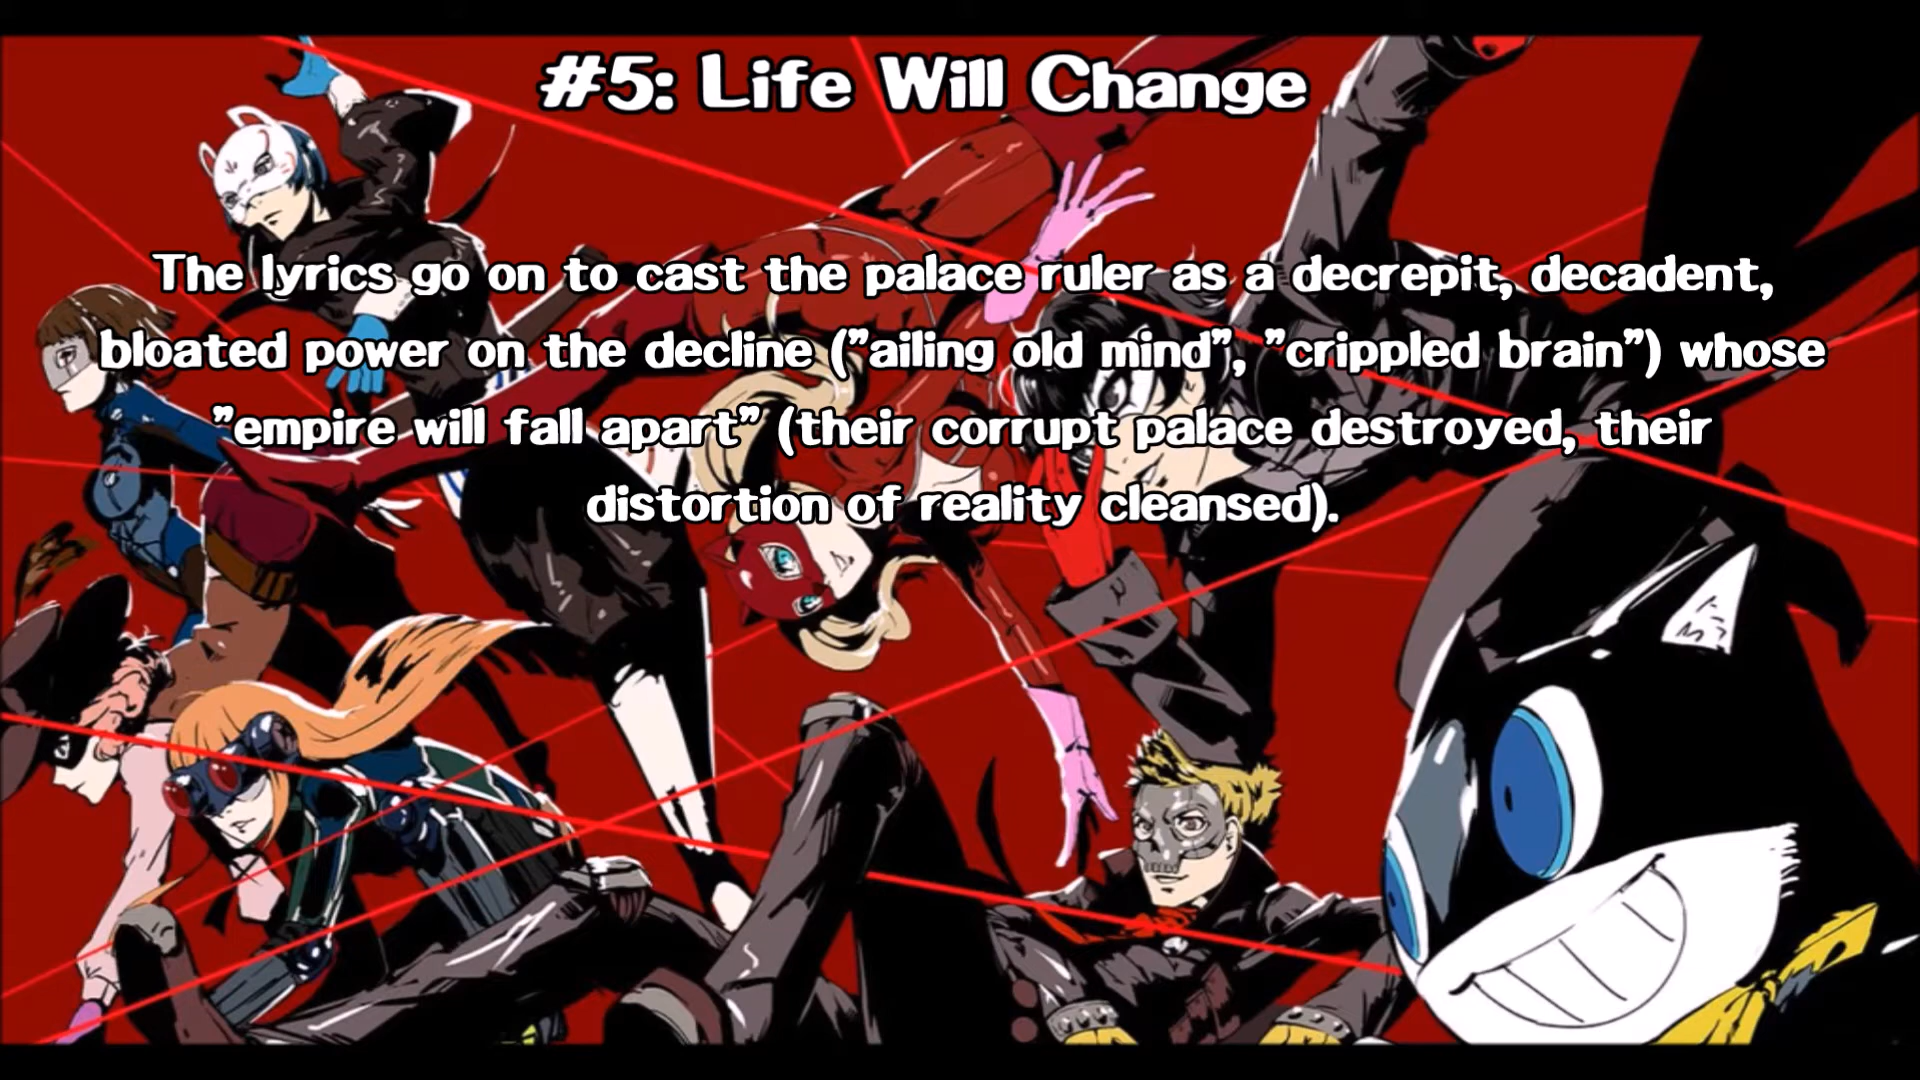 #5: Life Will Change
The lyrics go on to cast the palace ruler as a decrepit, decadent,
bloated power on the decline ("ailing old mind", "crippled brain") whose
"empire will fall apart" (their corrupt palace destroyed, their
distortion of reality cleansed).